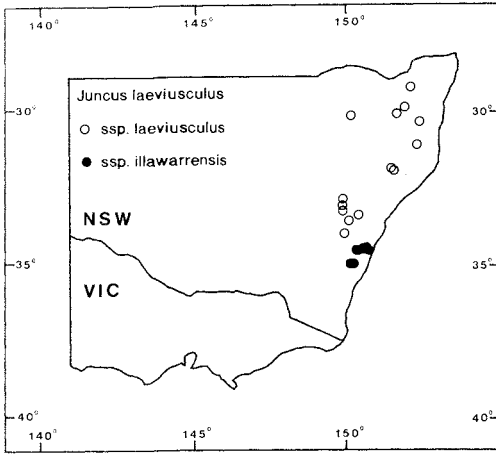 140° 145° 150°
Juncus laeviusculus
-30° 30°-
○ ssp. laeviusculus
● ssp. illawarrensis
NSW
-35° 35°-
VIC
-40° 40°-
140° 145° 150°